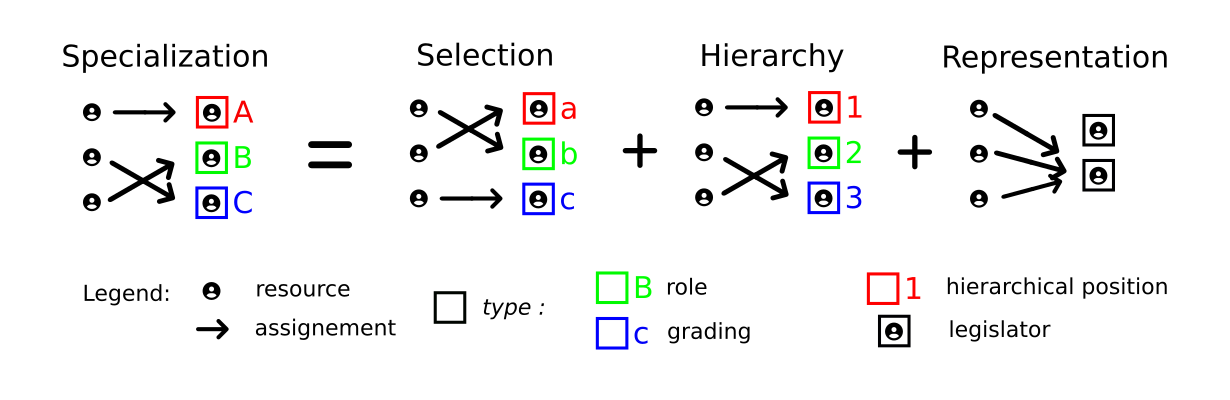 Specialization Selection Hierarchy Representation
A a 1
B b 2
C c 3
= + +
Legend: resource type : B role 1 hierarchical position
assignement c grading legislator